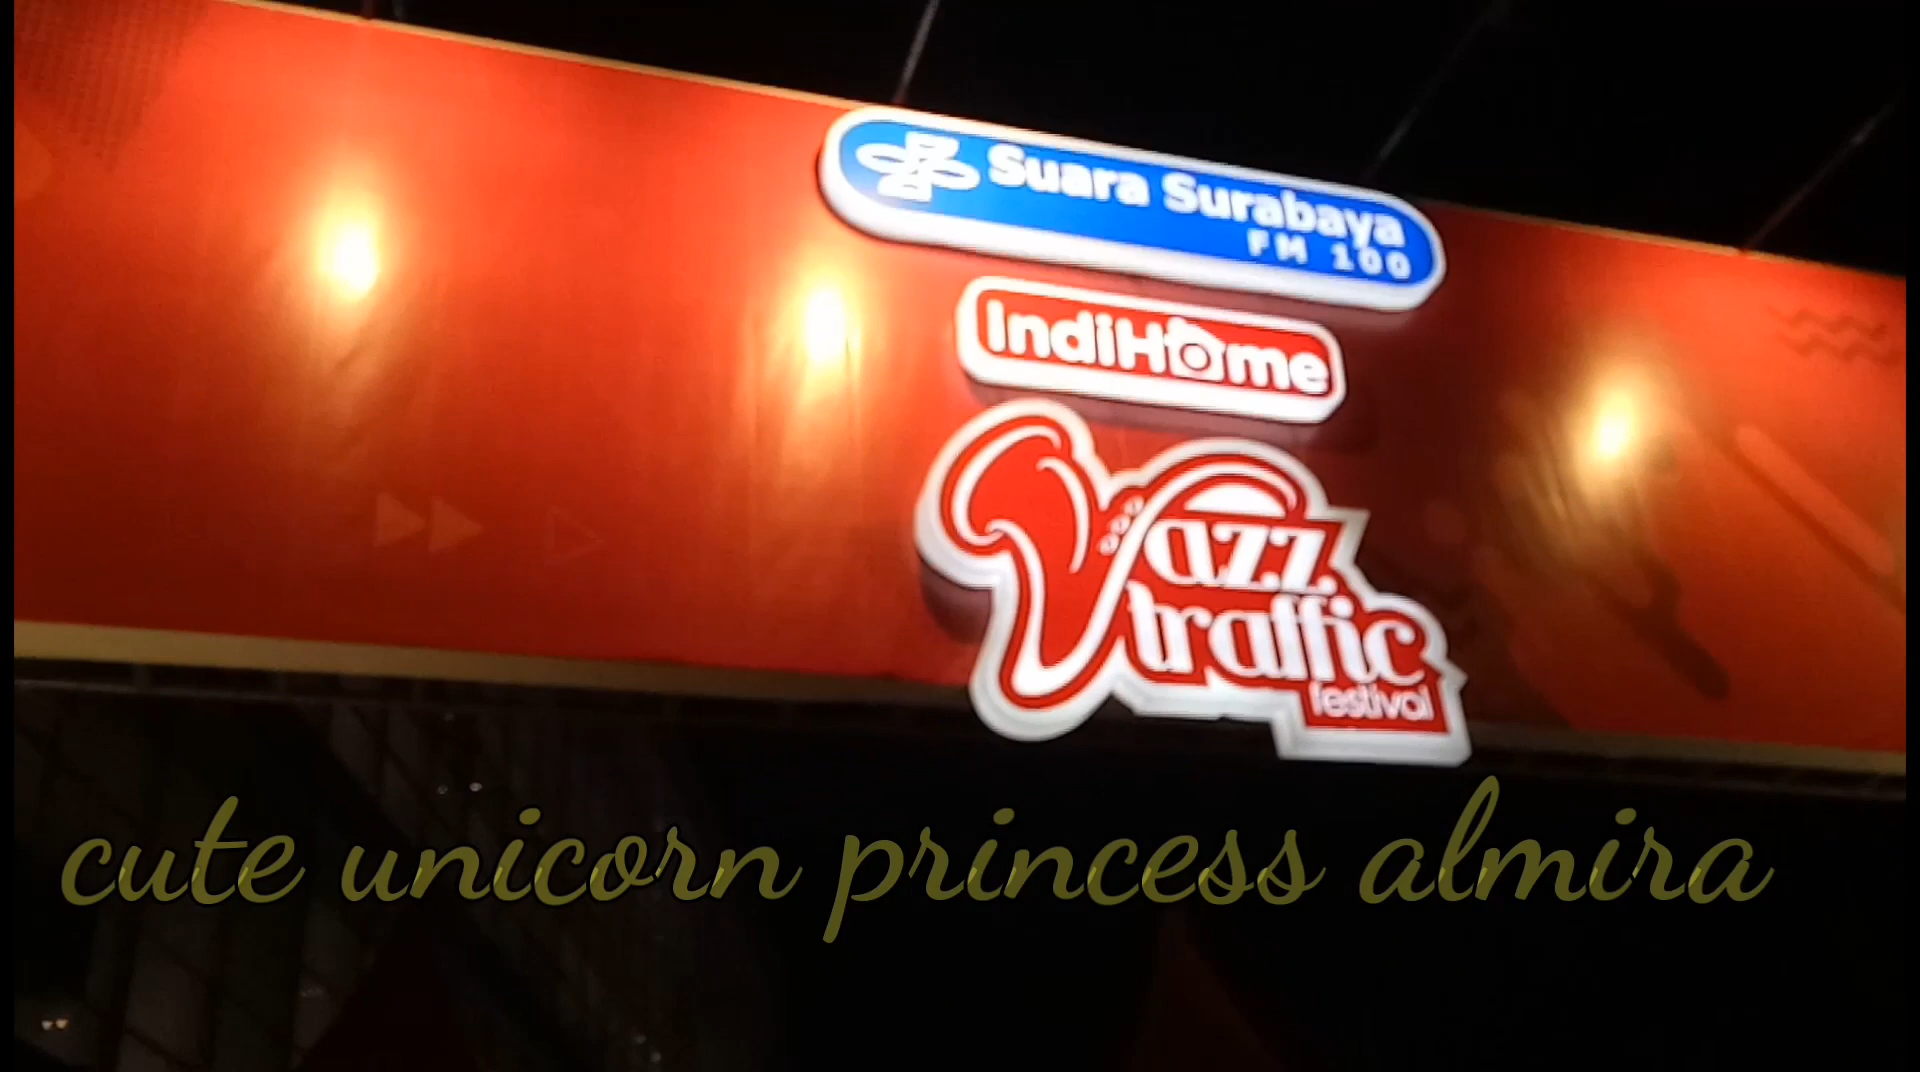 Suara Surabaya
FM 100
IndiHome
Jazz
traffic
festival
cute unicorn princess almira